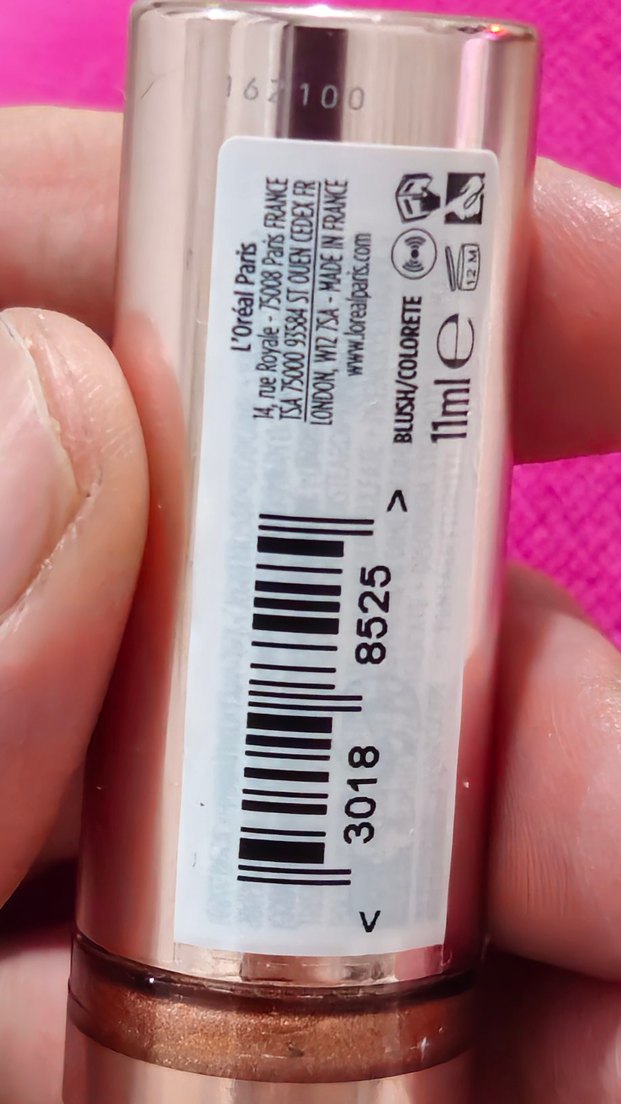 162100
L'Oréal Paris
14, rue Royale - 75008 Paris FRANCE
TSA 75000 93584 ST OUEN CEDEX FR
LONDON, W12 7SA - MADE IN FRANCE
www.lorealparis.com
BLUSH/COLORETE
11ml e
12 M
< 3018 8525 >